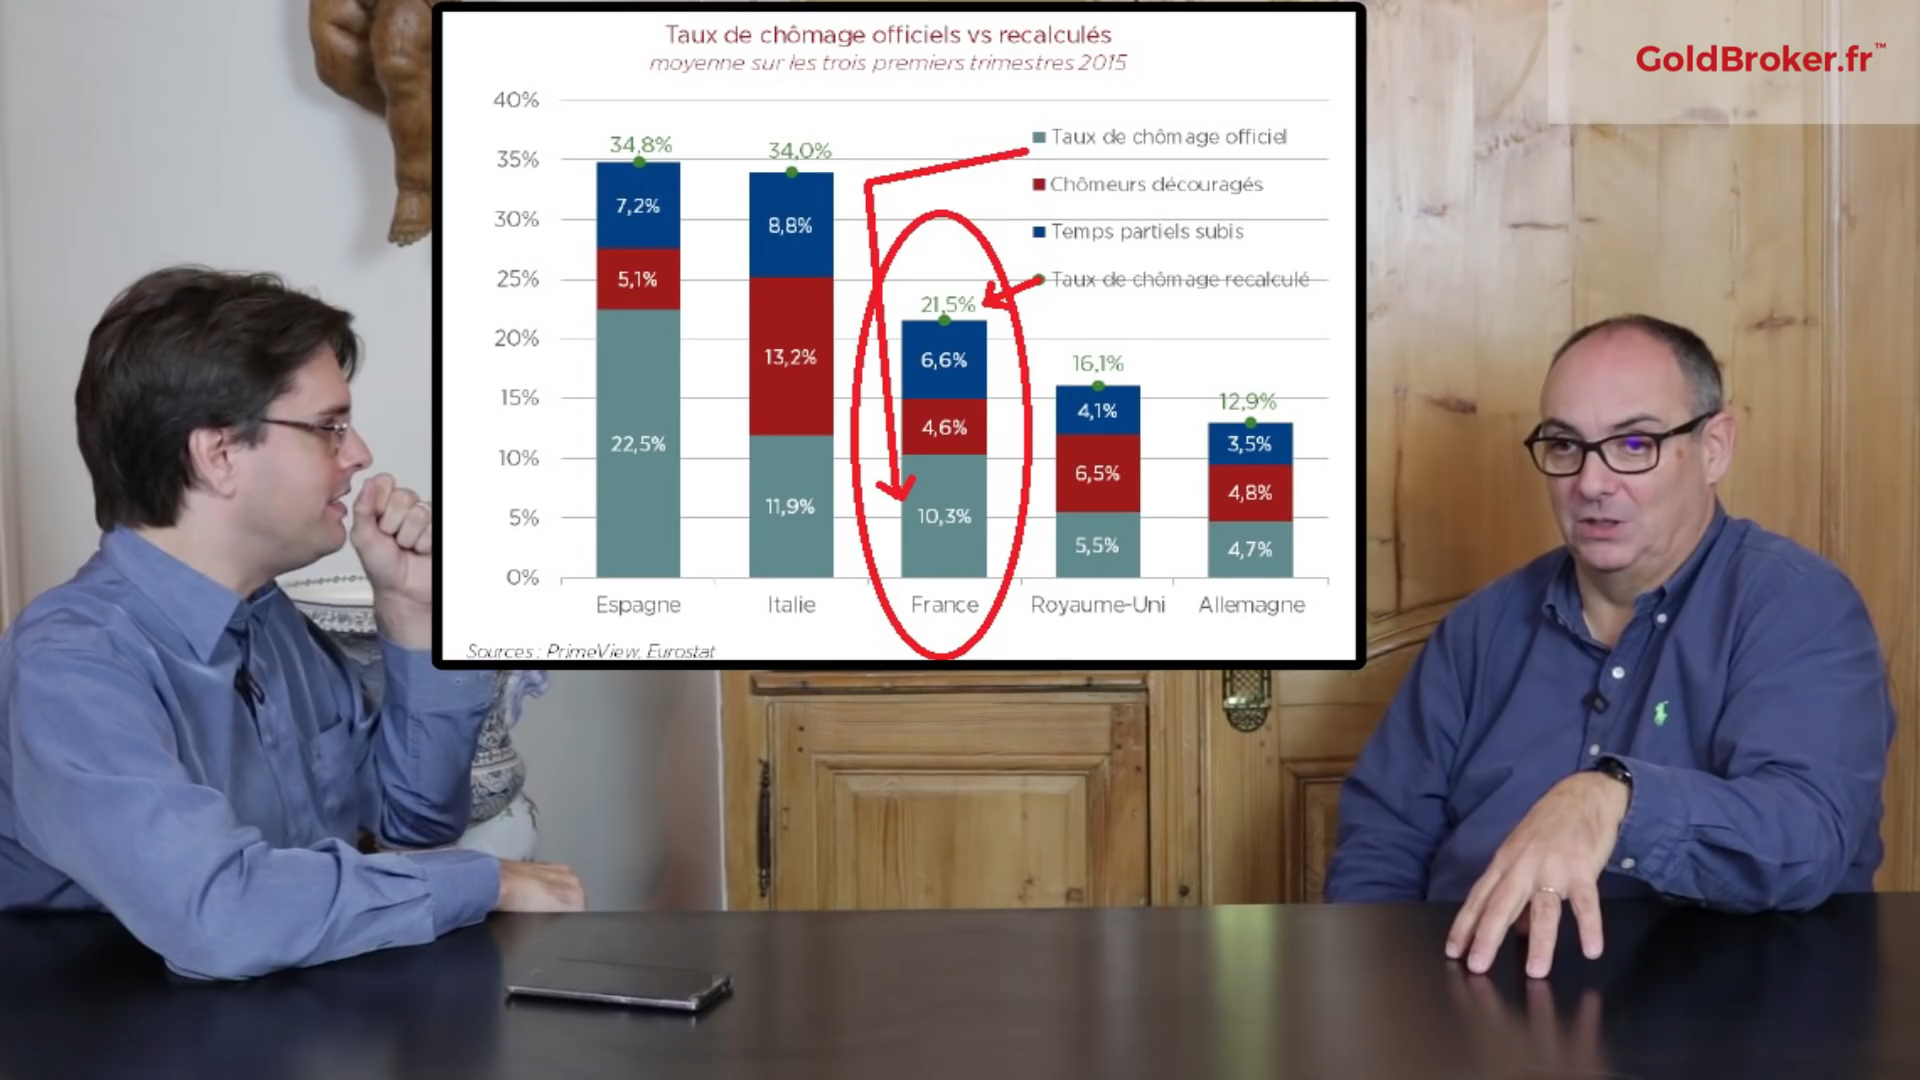 Taux de chômage officiels vs recalculés
moyenne sur les trois premiers trimestres 2015
GoldBroker.fr™
40%
35%
30%
25%
20%
15%
10%
5%
0%
Taux de chômage officiel
Chômeurs découragés
Temps partiels subis
Taux de chômage recalculé
34,8%
7,2%
5,1%
22,5%
34,0%
8,8%
13,2%
11,9%
21,5%
6,6%
4,6%
10,3%
16,1%
4,1%
6,5%
5,5%
12,9%
3,5%
4,8%
4,7%
Espagne
Italie
France
Royaume-Uni
Allemagne
Sources : PrimeView, Eurostat